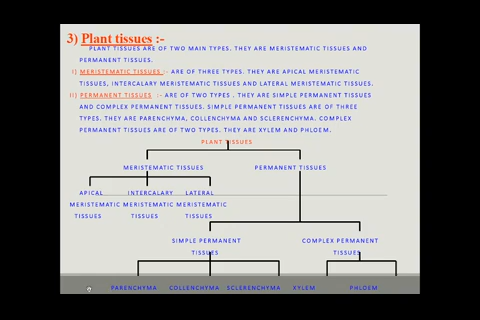 3) Plant tissues :-
PLANT TISSUES ARE OF TWO MAIN TYPES. THEY ARE MERISTEMATIC TISSUES AND
PERMANENT TISSUES.
I) MERISTEMATIC TISSUES :- ARE OF THREE TYPES. THEY ARE APICAL MERISTEMATIC
TISSUES, INTERCALARY MERISTEMATIC TISSUES AND LATERAL MERISTEMATIC TISSUES.
II) PERMANENT TISSUES :- ARE OF TWO TYPES . THEY ARE SIMPLE PERMANENT TISSUES
AND COMPLEX PERMANENT TISSUES. SIMPLE PERMANENT TISSUES ARE OF THREE
TYPES. THEY ARE PARENCHYMA, COLLENCHYMA AND SCLERENCHYMA. COMPLEX
PERMANENT TISSUES ARE OF TWO TYPES. THEY ARE XYLEM AND PHLOEM.
PLANT TISSUES
MERISTEMATIC TISSUES PERMANENT TISSUES
APICAL INTERCALARY LATERAL
MERISTEMATIC MERISTEMATIC MERISTEMATIC
TISSUES TISSUES TISSUES
SIMPLE PERMANENT COMPLEX PERMANENT
TISSUES TISSUES
PARENCHYMA COLLENCHYMA SCLERENCHYMA XYLEM PHLOEM